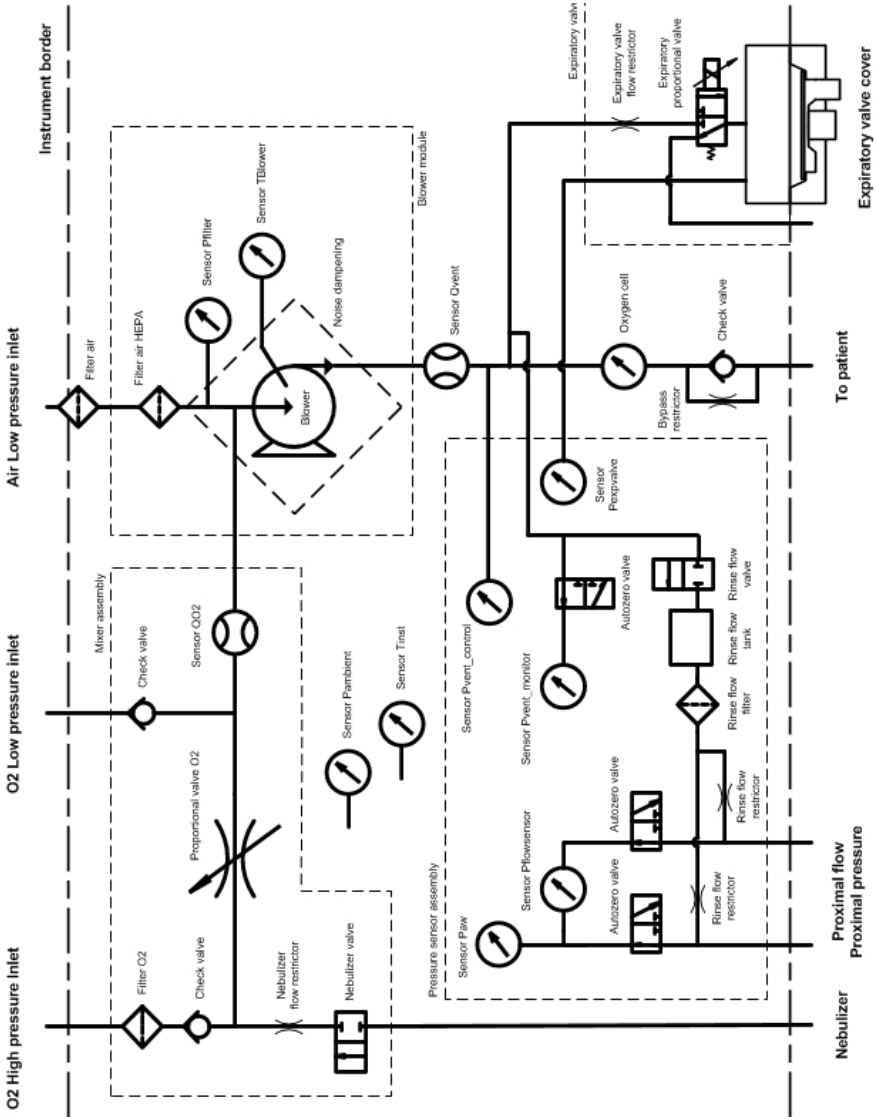 Instrument border
Air Low pressure inlet
O2 Low pressure inlet
O2 High pressure Inlet
Filter air
Filter air HEPA
Sensor Pfilter
Sensor TBlower
Blower
Noise dampening
Blower module
Mixer assembly
Check valve
Sensor QO2
Proportional valve O2
Filter O2
Check valve
Nebulizer
flow restrictor
Nebulizer valve
Sensor Pambient
Sensor Tinst
Sensor Qvent
Expiratory valve
flow restrictor
Expiratory
proportional valve
Oxygen cell
Check valve
Bypass
restrictor
Sensor
Pexpvalve
Sensor Pvent_control
Sensor Pvent_monitor
Autozero valve
Rinse flow
valve
Rinse flow
tank
Rinse flow
filter
Rinse flow
restrictor
Rinse flow
restrictor
Autozero valve
Autozero valve
Sensor Pflowsensor
Sensor Paw
Pressure sensor assembly
Expiratory valve
Expiratory valve cover
To patient
Proximal flow
Proximal pressure
Nebulizer